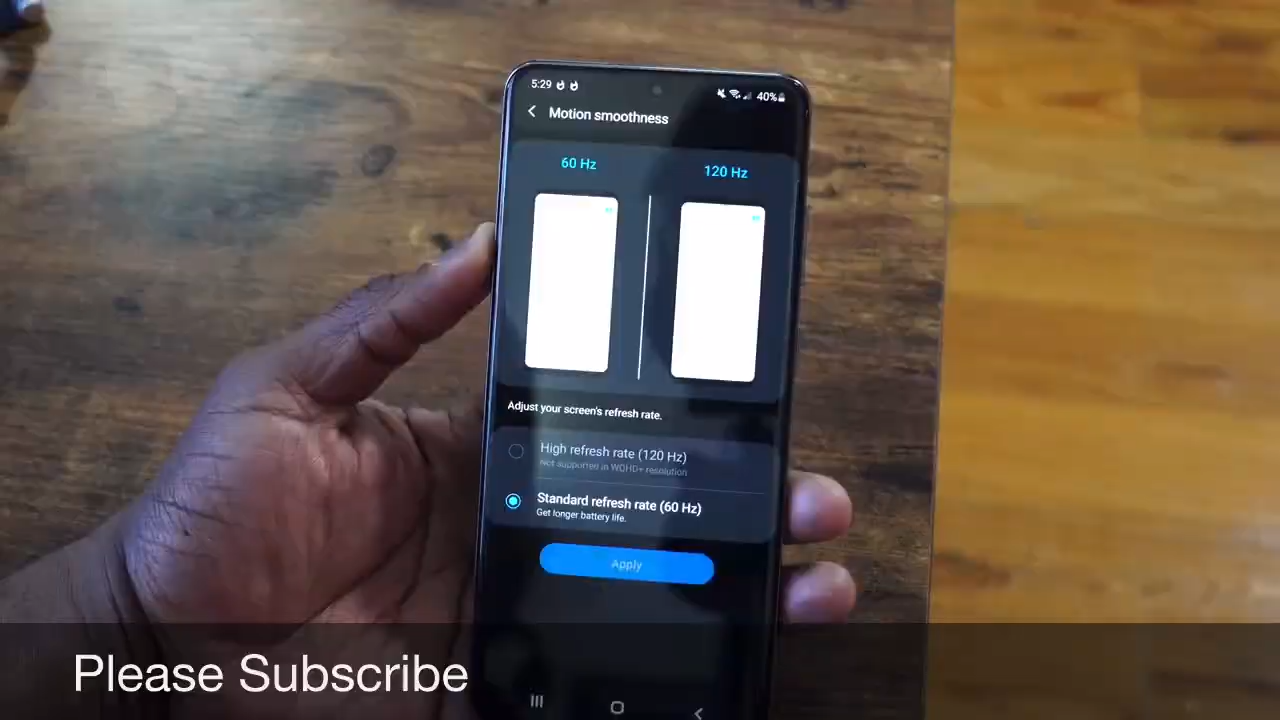 5:29
40%
Motion smoothness
60 Hz
120 Hz
Adjust your screen's refresh rate.
High refresh rate (120 Hz)
Not supported in WQHD+ resolution
Standard refresh rate (60 Hz)
Get longer battery life.
Apply
Please Subscribe